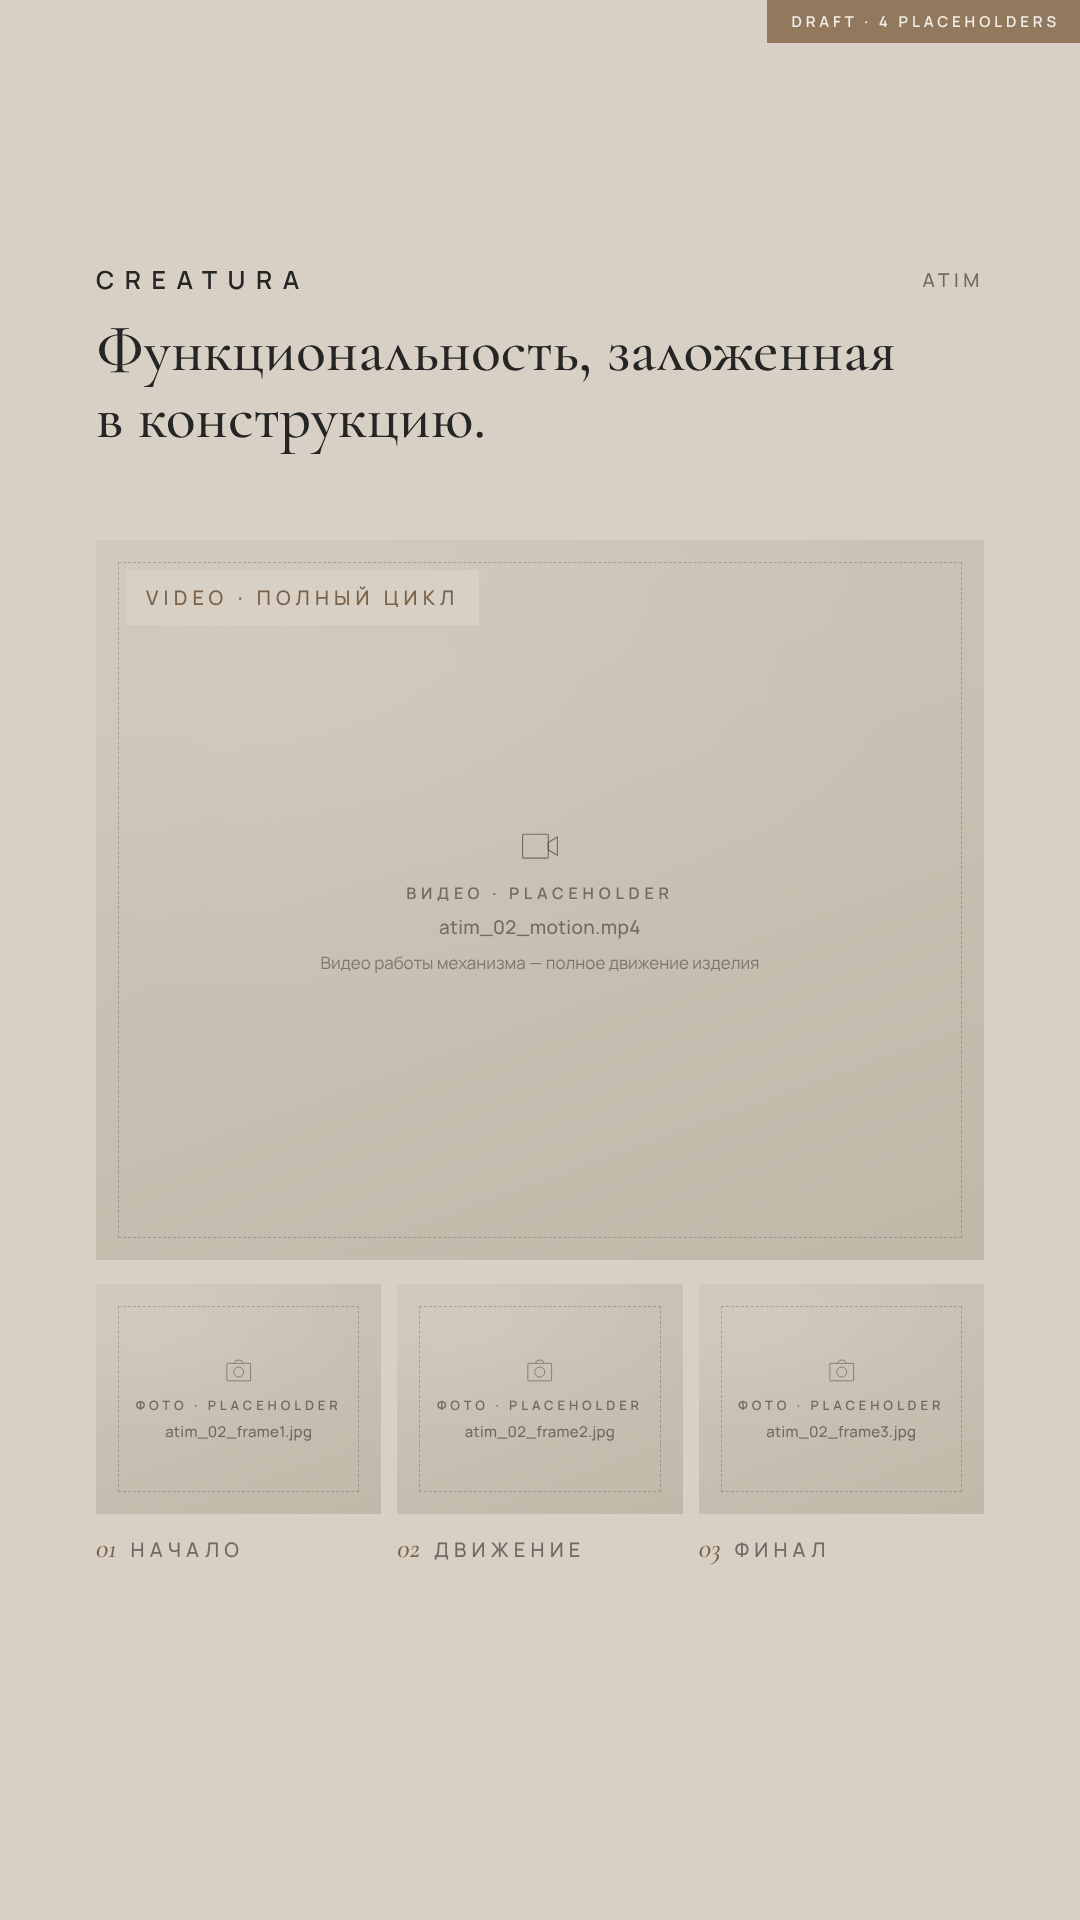 DRAFT · 4 PLACEHOLDERS
CREATURA
ATIM
Функциональность, заложенная
в конструкцию.
VIDEO · ПОЛНЫЙ ЦИКЛ
ВИДЕО · PLACEHOLDER
atim_02_motion.mp4
Видео работы механизма — полное движение изделия
ФОТО · PLACEHOLDER
atim_02_frame1.jpg
ФОТО · PLACEHOLDER
atim_02_frame2.jpg
ФОТО · PLACEHOLDER
atim_02_frame3.jpg
01 НАЧАЛО
02 ДВИЖЕНИЕ
03 ФИНАЛ